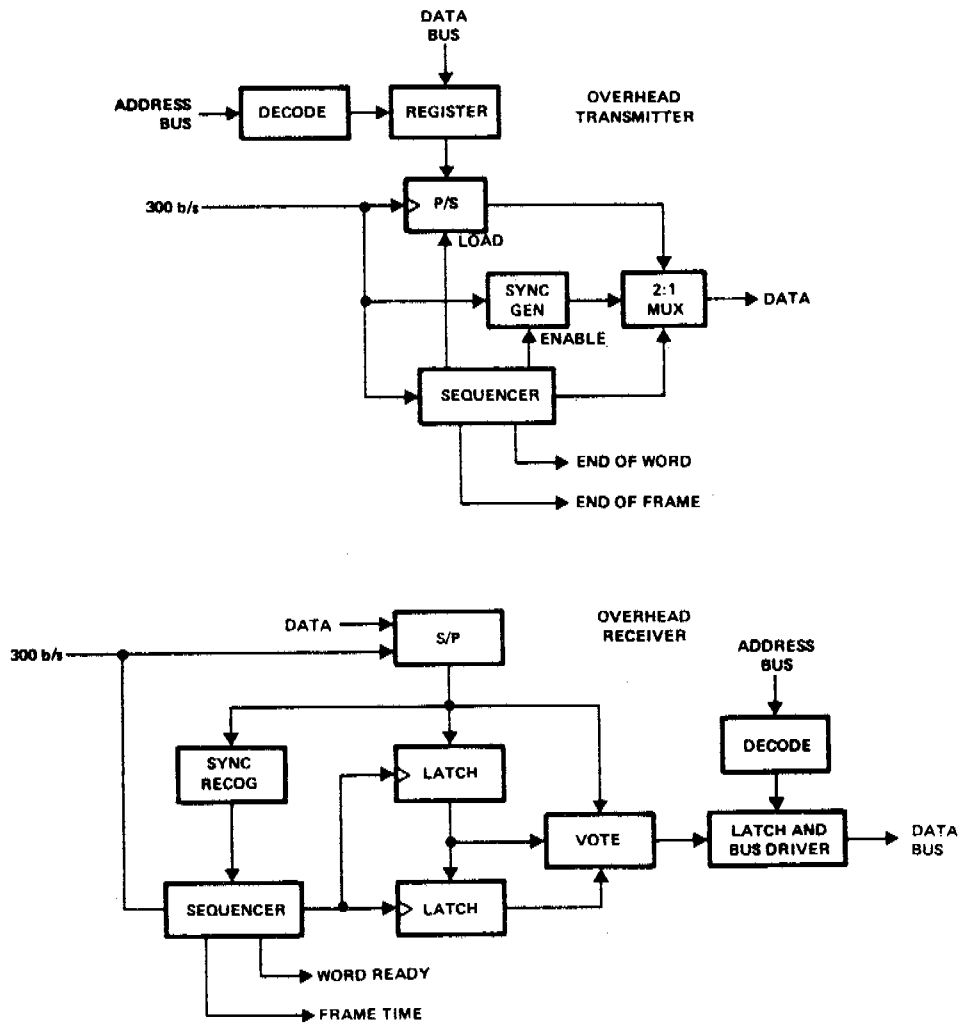 DATA
BUS
ADDRESS
BUS
DECODE
REGISTER
OVERHEAD
TRANSMITTER
300 b/s
P/S
LOAD
SYNC
GEN
2:1
MUX
DATA
ENABLE
SEQUENCER
END OF WORD
END OF FRAME
OVERHEAD
RECEIVER
DATA
S/P
300 b/s
ADDRESS
BUS
DECODE
SYNC
RECOG
LATCH
VOTE
LATCH AND
BUS DRIVER
DATA
BUS
SEQUENCER
LATCH
WORD READY
FRAME TIME